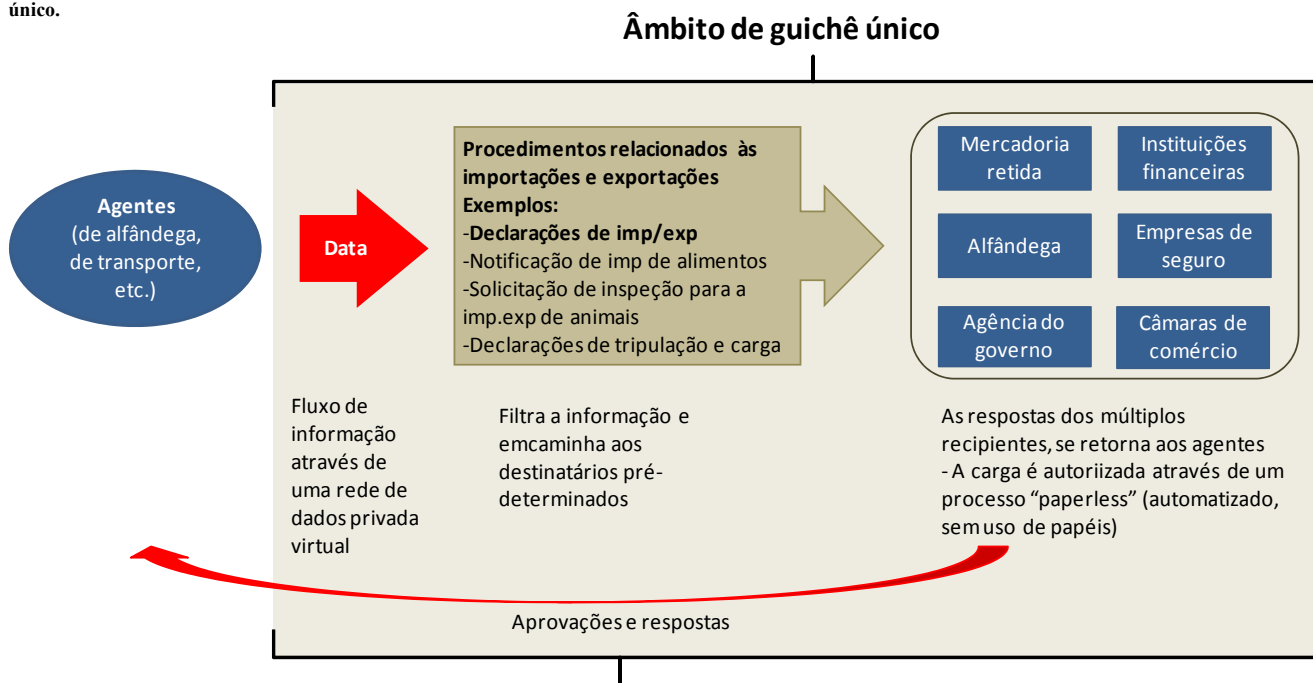 único.
Âmbito de guichê único
Agentes
(de alfândega,
de transporte,
etc.)
Data
Procedimentos relacionados às
importações e exportações
Exemplos:
-Declarações de imp/exp
-Notificação de imp de alimentos
-Solicitação de inspeção para a
imp.exp de animais
-Declarações de tripulação e carga
Mercadoria
retida
Instituições
financeiras
Alfândega
Empresas de
seguro
Agência do
governo
Câmaras de
comércio
Fluxo de
informação
através de
uma rede de
dados privada
virtual
Filtra a informação e
emcaminha aos
destinatários pré-
determinados
As respostas dos múltiplos
recipientes, se retorna aos agentes
- A carga é autoriizada através de um
processo “paperless” (automatizado,
sem uso de papéis)
Aprovações e respostas